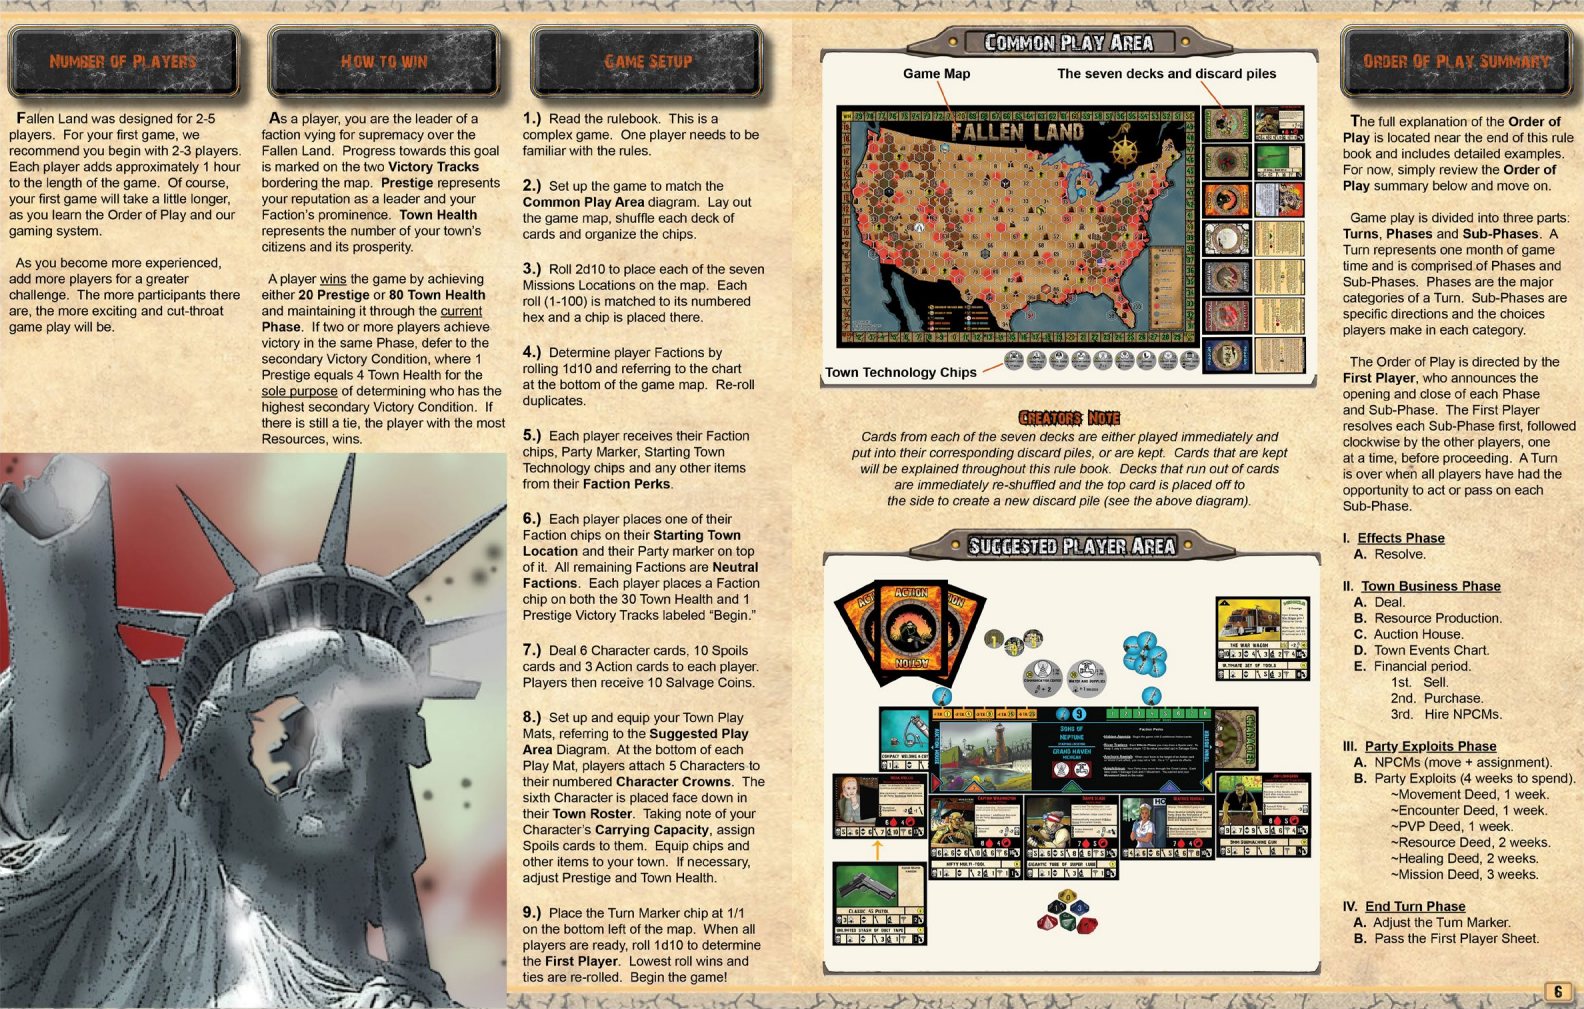 NUMBER OF PLAYERS
Fallen Land was designed for 2-5
players. For your first game, we
recommend you begin with 2-3 players.
Each player adds approximately 1 hour
to the length of the game. Of course,
your first game will take a little longer,
as you learn the Order of Play and our
gaming system.
As you become more experienced,
add more players for a greater
challenge. The more participants there
are, the more exciting and cut-throat
game play will be.
HOW TO WIN
As a player, you are the leader of a
faction vying for supremacy over the
Fallen Land. Progress towards this goal
is marked on the two Victory Tracks
bordering the map. Prestige represents
your reputation as a leader and your
Faction's prominence. Town Health
represents the number of your town's
citizens and its prosperity.
A player wins the game by achieving
either 20 Prestige or 80 Town Health
and maintaining it through the current
Phase. If two or more players achieve
victory in the same Phase, defer to the
secondary Victory Condition, where 1
Prestige equals 4 Town Health for the
sole purpose of determining who has the
highest secondary Victory Condition. If
there is still a tie, the player with the most
Resources, wins.
GAME SETUP
1.) Read the rulebook. This is a
complex game. One player needs to be
familiar with the rules.
2.) Set up the game to match the
Common Play Area diagram. Lay out
the game map, shuffle each deck of
cards and organize the chips.
3.) Roll 2d10 to place each of the seven
Missions Locations on the map. Each
roll (1-100) is matched to its numbered
hex and a chip is placed there.
4.) Determine player Factions by
rolling 1d10 and referring to the chart
at the bottom of the game map. Re-roll
duplicates.
5.) Each player receives their Faction
chips, Party Marker, Starting Town
Technology chips and any other items
from their Faction Perks.
6.) Each player places one of their
Faction chips on their Starting Town
Location and their Party marker on top
of it. All remaining Factions are Neutral
Factions. Each player places a Faction
chip on both the 30 Town Health and 1
Prestige Victory Tracks labeled “Begin.”
7.) Deal 6 Character cards, 10 Spoils
cards and 3 Action cards to each player.
Players then receive 10 Salvage Coins.
8.) Set up and equip your Town Play
Mats, referring to the Suggested Play
Area Diagram. At the bottom of each
Play Mat, players attach 5 Characters to
their numbered Character Crowns. The
sixth Character is placed face down in
their Town Roster. Taking note of your
Character's Carrying Capacity, assign
Spoils cards to them. Equip chips and
other items to your town. If necessary,
adjust Prestige and Town Health.
9.) Place the Turn Marker chip at 1/1
on the bottom left of the map. When all
players are ready, roll 1d10 to determine
the First Player. Lowest roll wins and
ties are re-rolled. Begin the game!
COMMON PLAY AREA
Game Map
The seven decks and discard piles
FALLEN LAND
Town Technology Chips
CREATORS NOTE
Cards from each of the seven decks are either played immediately and
put into their corresponding discard piles, or are kept. Cards that are kept
will be explained throughout this rule book. Decks that run out of cards
are immediately re-shuffled and the top card is placed off to
the side to create a new discard pile (see the above diagram).
SUGGESTED PLAYER AREA
ACTION
THE WAR WAGON
ULTIMATE SET OF TOOLS
SONS OF
NEPTUNE
GRAND HAVEN
MICHIGAN
Faction Perks
NIFTY MULTI-TOOL
GIGANTIC TUBE OF SUPER LUBE
9MM SUBMACHINE GUN
CLASSIC .45 PISTOL
UNLIMITED STASH OF DUCT TAPE
ORDER OF PLAY SUMMARY
The full explanation of the Order of
Play is located near the end of this rule
book and includes detailed examples.
For now, simply review the Order of
Play summary below and move on.
Game play is divided into three parts:
Turns, Phases and Sub-Phases. A
Turn represents one month of game
time and is comprised of Phases and
Sub-Phases. Phases are the major
categories of a Turn. Sub-Phases are
specific directions and the choices
players make in each category.
The Order of Play is directed by the
First Player, who announces the
opening and close of each Phase
and Sub-Phase. The First Player
resolves each Sub-Phase first, followed
clockwise by the other players, one
at a time, before proceeding. A Turn
is over when all players have had the
opportunity to act or pass on each
Sub-Phase.
I. Effects Phase
A. Resolve.
II. Town Business Phase
A. Deal.
B. Resource Production.
C. Auction House.
D. Town Events Chart.
E. Financial period.
1st. Sell.
2nd. Purchase.
3rd. Hire NPCMs.
III. Party Exploits Phase
A. NPCMs (move + assignment).
B. Party Exploits (4 weeks to spend).
~Movement Deed, 1 week.
~Encounter Deed, 1 week.
~PVP Deed, 1 week.
~Resource Deed, 2 weeks.
~Healing Deed, 2 weeks.
~Mission Deed, 3 weeks.
IV. End Turn Phase
A. Adjust the Turn Marker.
B. Pass the First Player Sheet.
6